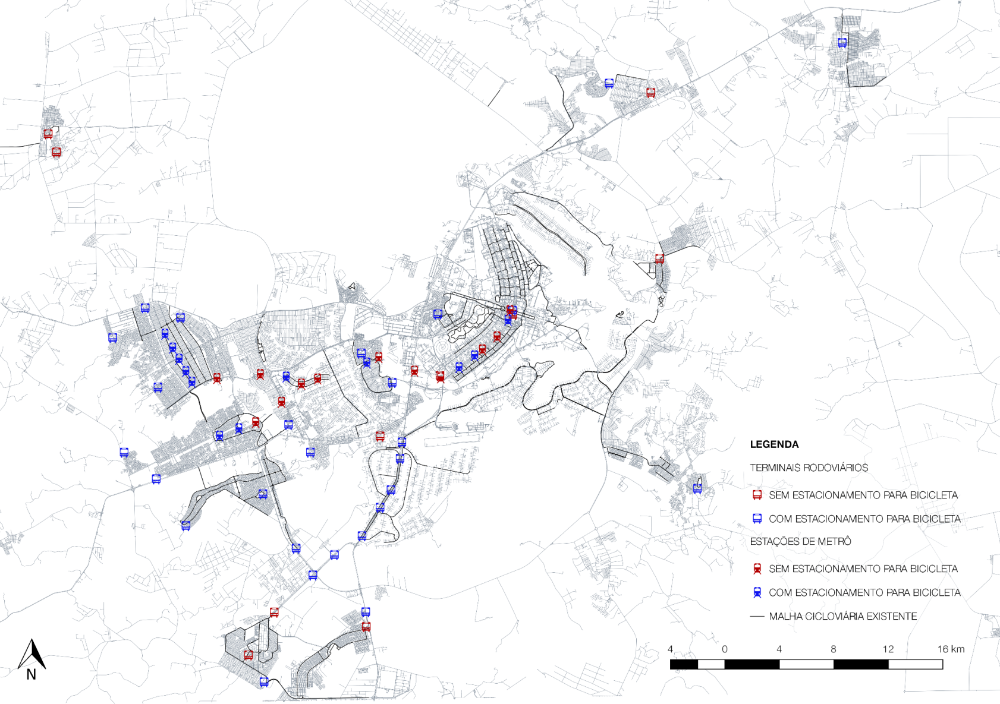 LEGENDA
TERMINAIS RODOVIÁRIOS
SEM ESTACIONAMENTO PARA BICICLETA
COM ESTACIONAMENTO PARA BICICLETA
ESTAÇÕES DE METRÔ
SEM ESTACIONAMENTO PARA BICICLETA
COM ESTACIONAMENTO PARA BICICLETA
MALHA CICLOVIÁRIA EXISTENTE
4 0 4 8 12 16 km
N